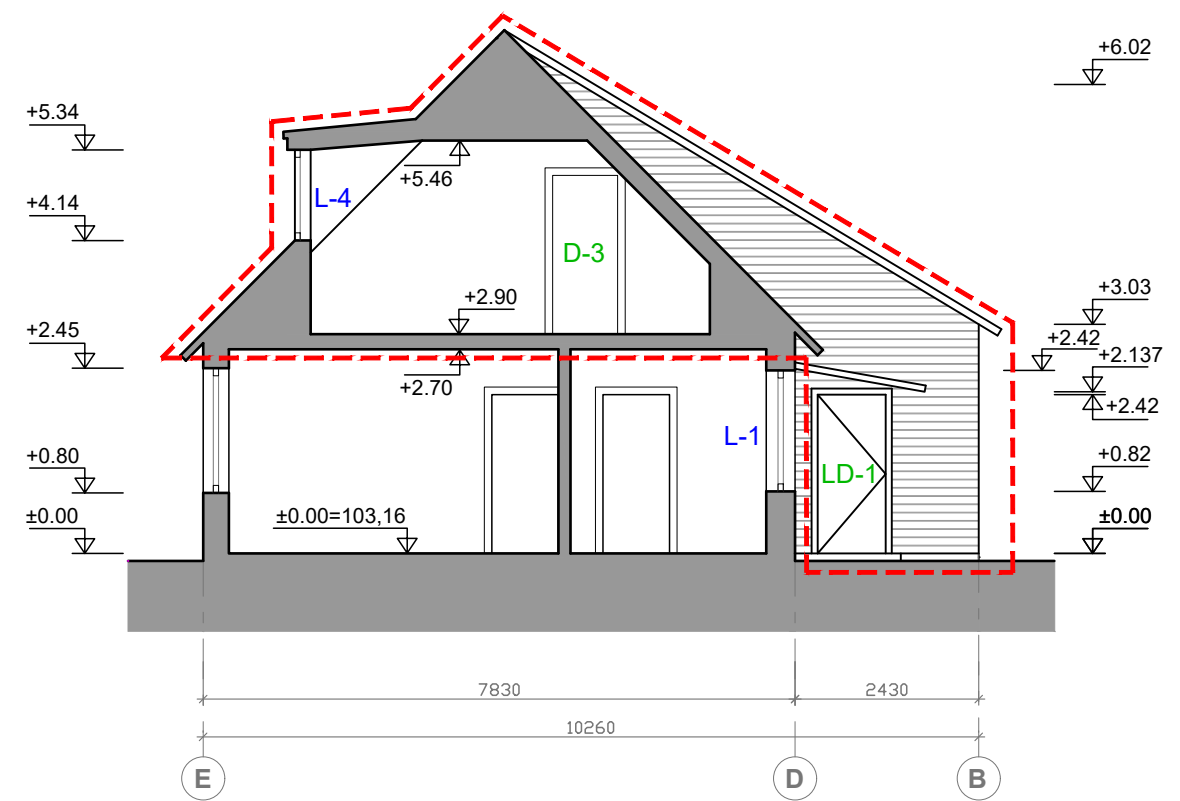 +6.02
+5.34
+5.46
L-4
+4.14
D-3
+2.90
+3.03
+2.45
+2.42
+2.137
+2.70
+2.42
L-1
+0.80
LD-1
+0.82
±0.00
±0.00=103,16
±0.00
7830
2430
10260
E
D
B